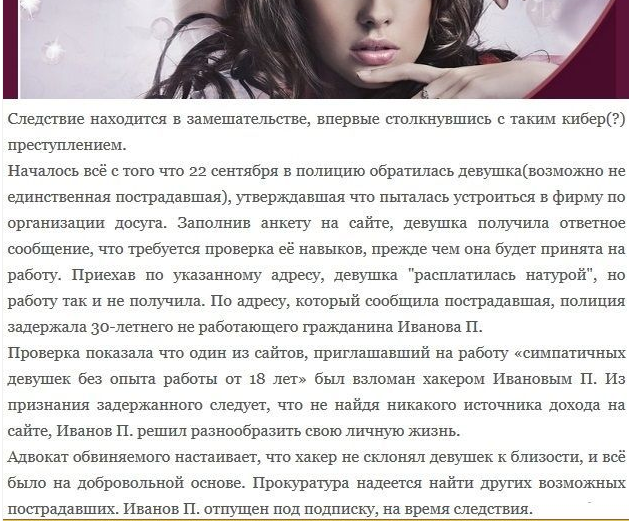 Следствие находится в замешательстве, впервые столкнувшись с таким кибер(?)
преступлением.
Началось всё с того что 22 сентября в полицию обратилась девушка(возможно не
единственная пострадавшая), утверждавшая что пыталась устроиться в фирму по
организации досуга. Заполнив анкету на сайте, девушка получила ответное
сообщение, что требуется проверка её навыков, прежде чем она будет принята на
работу. Приехав по указанному адресу, девушка "расплатилась натурой", но
работу так и не получила. По адресу, который сообщила пострадавшая, полиция
задержала 30-летнего не работающего гражданина Иванова П.
Проверка показала что один из сайтов, приглашавший на работу «симпатичных
девушек без опыта работы от 18 лет» был взломан хакером Ивановым П. Из
признания задержанного следует, что не найдя никакого источника дохода на
сайте, Иванов П. решил разнообразить свою личную жизнь.
Адвокат обвиняемого настаивает, что хакер не склонял девушек к близости, и всё
было на добровольной основе. Прокуратура надеется найти других возможных
пострадавших. Иванов П. отпущен под подписку, на время следствия.